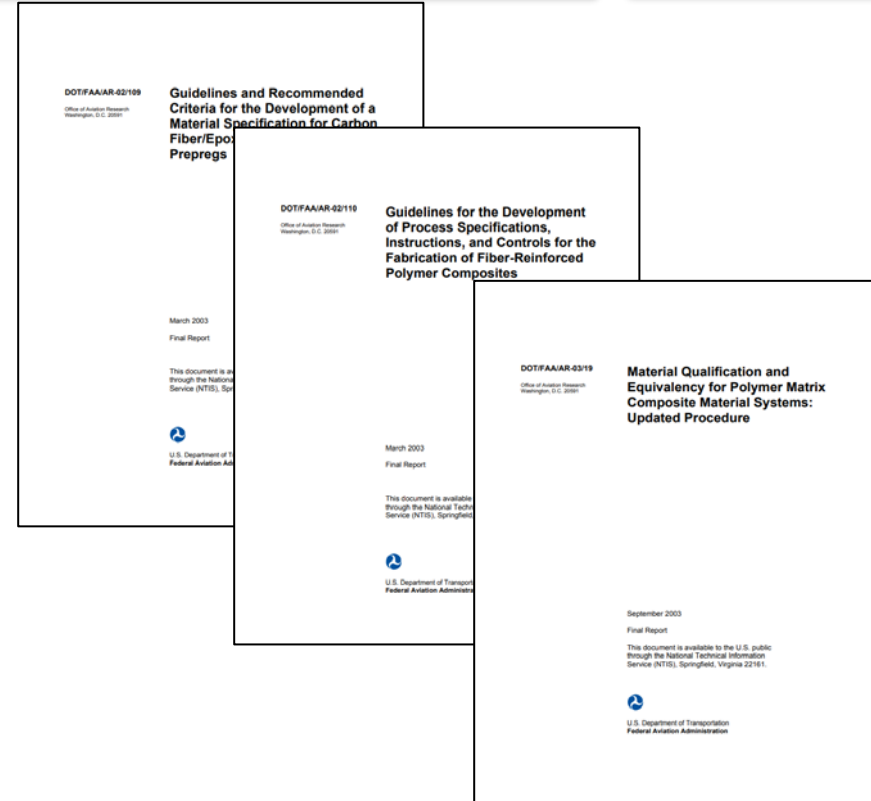 DOT/FAA/AR-02/109
Office of Aviation Research
Washington, D.C. 20591
Guidelines and Recommended
Criteria for the Development of a
Material Specification for Carbon
Prepregs
March 2003
Final Report
This document is
through the
Service (NTIS),
U.S. Department of
Federal Aviation
DOT/FAA/AR-02/110
Office of Aviation Research
Washington, D.C. 20591
Guidelines for the Development
of Process Specifications,
Instructions, and Controls for the
Fabrication of Fiber-Reinforced
Polymer Composites
March 2003
Final Report
This document is available
through the National
Service (NTIS), Springfield,
U.S. Department of
Federal Aviation
DOT/FAA/AR-03/19
Office of Aviation Research
Washington, D.C. 20591
Material Qualification and
Equivalency for Polymer Matrix
Composite Material Systems:
Updated Procedure
September 2003
Final Report
This document is available to the U.S. public
through the National Technical Information
Service (NTIS), Springfield, Virginia 22161.
U.S. Department of Transportation
Federal Aviation Administration